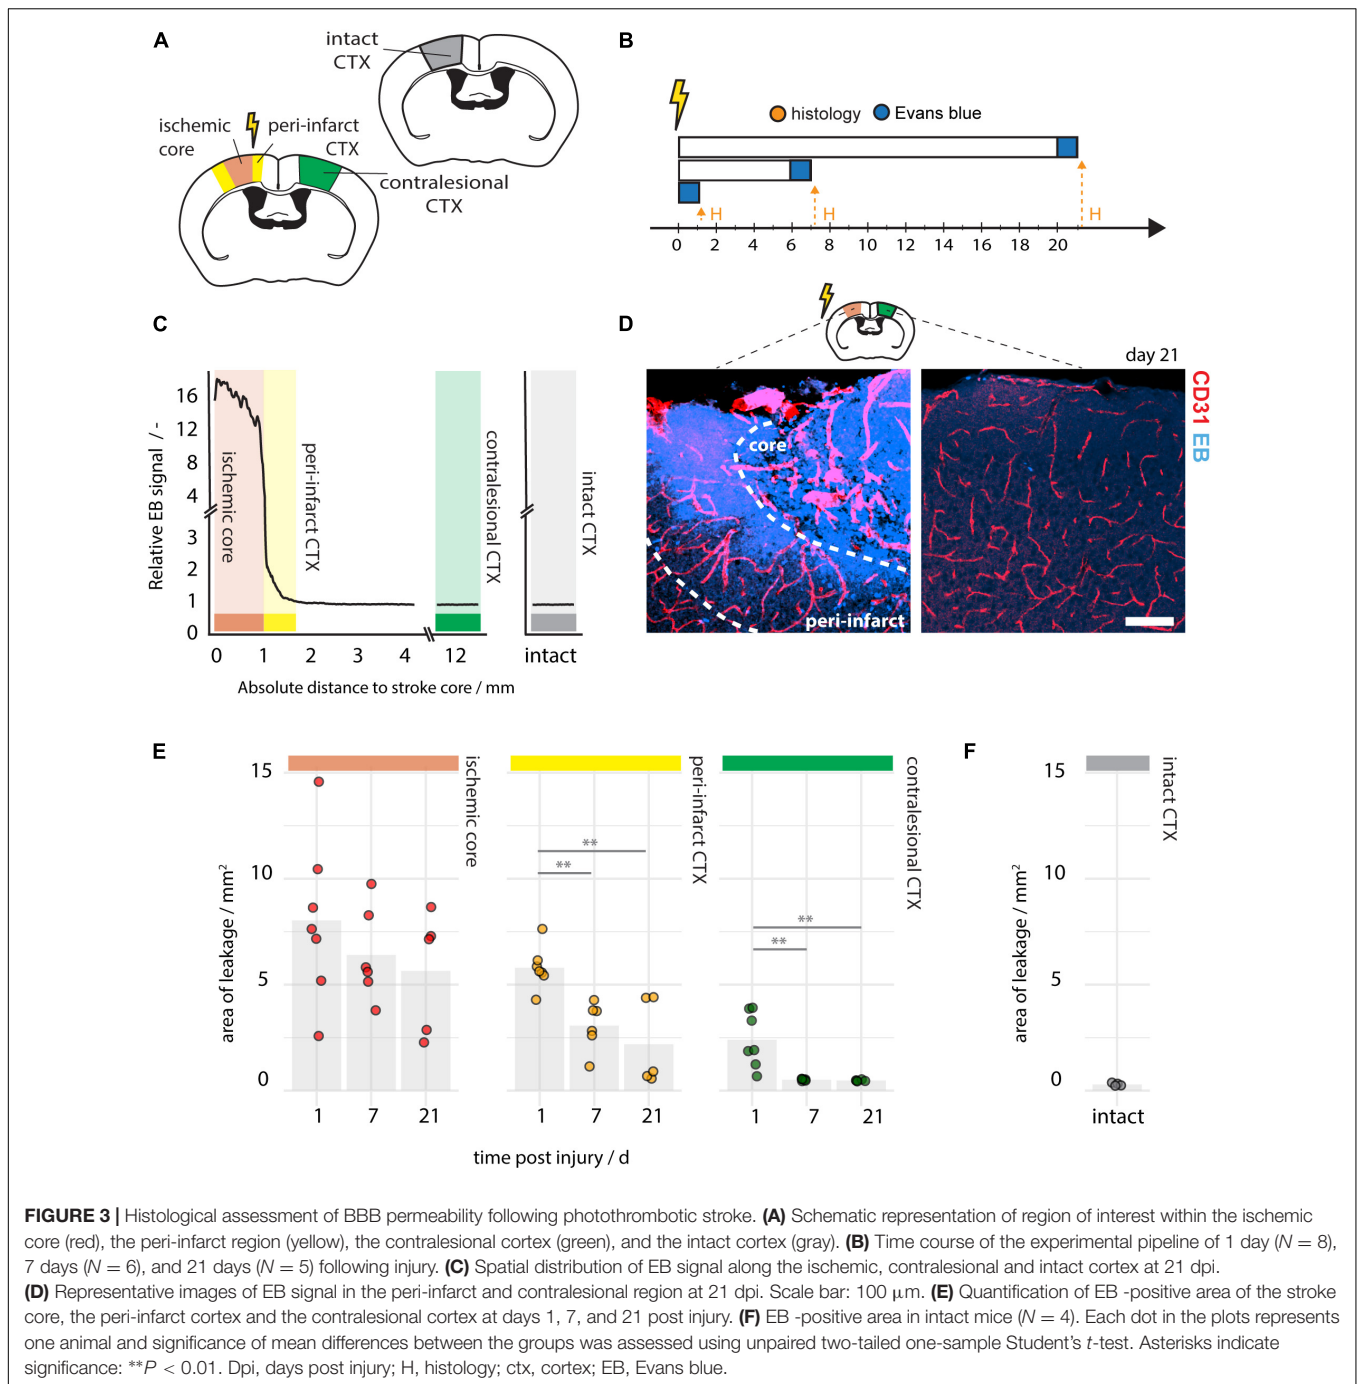 A
intact
CTX
ischemic
core
peri-infarct
CTX
contralesional
CTX
B
histology
Evans blue
H
H
H
0 2 4 6 8 10 12 14 16 18 20
C
Relative EB signal / -
16
12
8
4
3
2
1
0
ischemic core
peri-infarct CTX
contralesional CTX
intact CTX
0 1 2 3 4 12 intact
Absolute distance to stroke core / mm
D
day 21
core
peri-infarct
CD31 EB
E
area of leakage / mm²
15
10
5
0
ischemic core
1 7 21
**
**
peri-infarct CTX
1 7 21
**
**
contralesional CTX
1 7 21
time post injury / d
F
area of leakage / mm²
15
10
5
0
intact CTX
intact
FIGURE 3 | Histological assessment of BBB permeability following photothrombotic stroke. (A) Schematic representation of region of interest within the ischemic
core (red), the peri-infarct region (yellow), the contralesional cortex (green), and the intact cortex (gray). (B) Time course of the experimental pipeline of 1 day (N = 8),
7 days (N = 6), and 21 days (N = 5) following injury. (C) Spatial distribution of EB signal along the ischemic, contralesional and intact cortex at 21 dpi.
(D) Representative images of EB signal in the peri-infarct and contralesional region at 21 dpi. Scale bar: 100 μm. (E) Quantification of EB -positive area of the stroke
core, the peri-infarct cortex and the contralesional cortex at days 1, 7, and 21 post injury. (F) EB -positive area in intact mice (N = 4). Each dot in the plots represents
one animal and significance of mean differences between the groups was assessed using unpaired two-tailed one-sample Student's t-test. Asterisks indicate
significance: **P < 0.01. Dpi, days post injury; H, histology; ctx, cortex; EB, Evans blue.